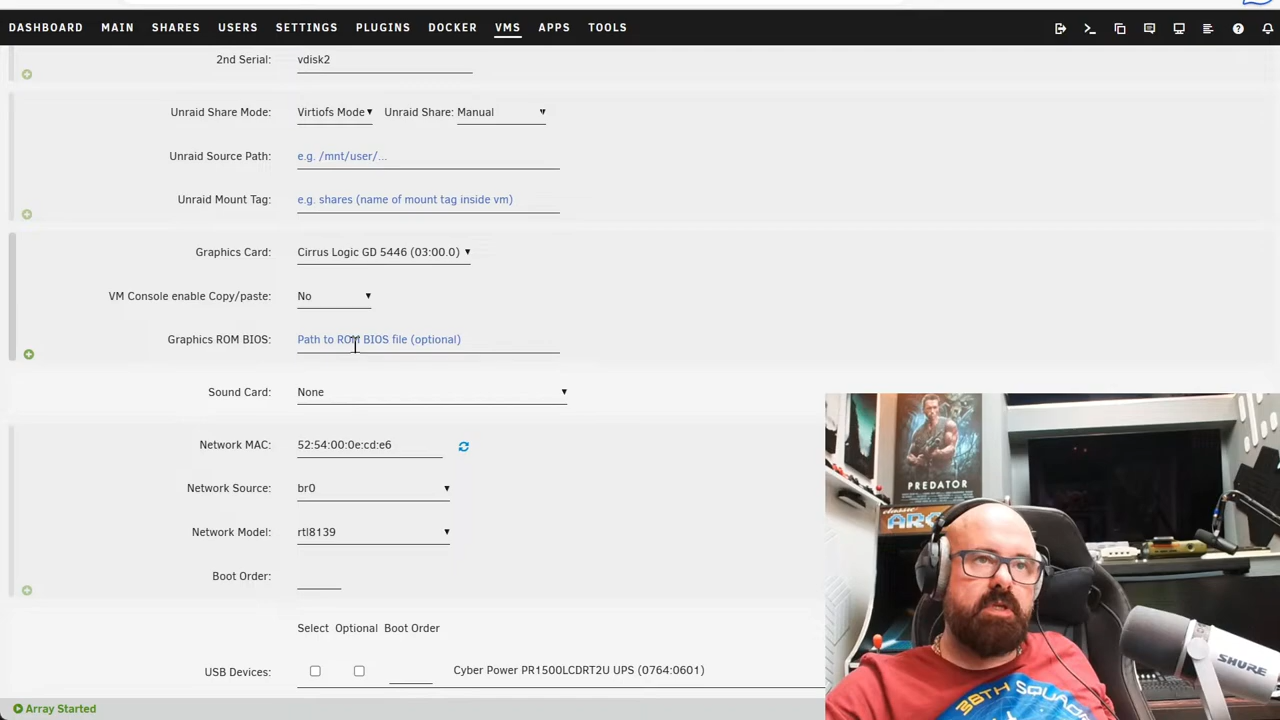 DASHBOARD MAIN SHARES USERS SETTINGS PLUGINS DOCKER VMS APPS TOOLS
2nd Serial: vdisk2
Unraid Share Mode: Virtiofs Mode Unraid Share: Manual
Unraid Source Path: e.g. /mnt/user/...
Unraid Mount Tag: e.g. shares (name of mount tag inside vm)
Graphics Card: Cirrus Logic GD 5446 (03:00.0)
VM Console enable Copy/paste: No
Graphics ROM BIOS: Path to ROM BIOS file (optional)
Sound Card: None
Network MAC: 52:54:00:0e:cd:e6
Network Source: br0
Network Model: rtl8139
Boot Order:
Select Optional Boot Order
USB Devices: Cyber Power PR1500LCDRT2U UPS (0764:0601)
Array Started
PREDATOR
classic
SHURE
38TH SQUAD